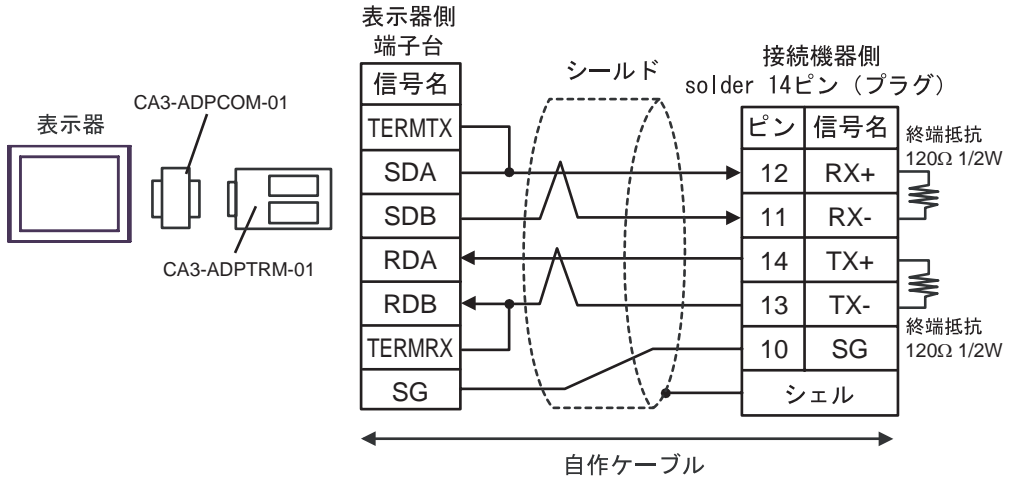 表示器側
端子台
シールド
接続機器側
solder 14ピン（プラグ）
表示器
CA3-ADPCOM-01
CA3-ADPTRM-01
信号名
TERMTX
SDA
SDB
RDA
RDB
TERMRX
SG
ピン 信号名
12 RX+
11 RX-
14 TX+
13 TX-
10 SG
シェル
終端抵抗
120Ω 1/2W
終端抵抗
120Ω 1/2W
自作ケーブル